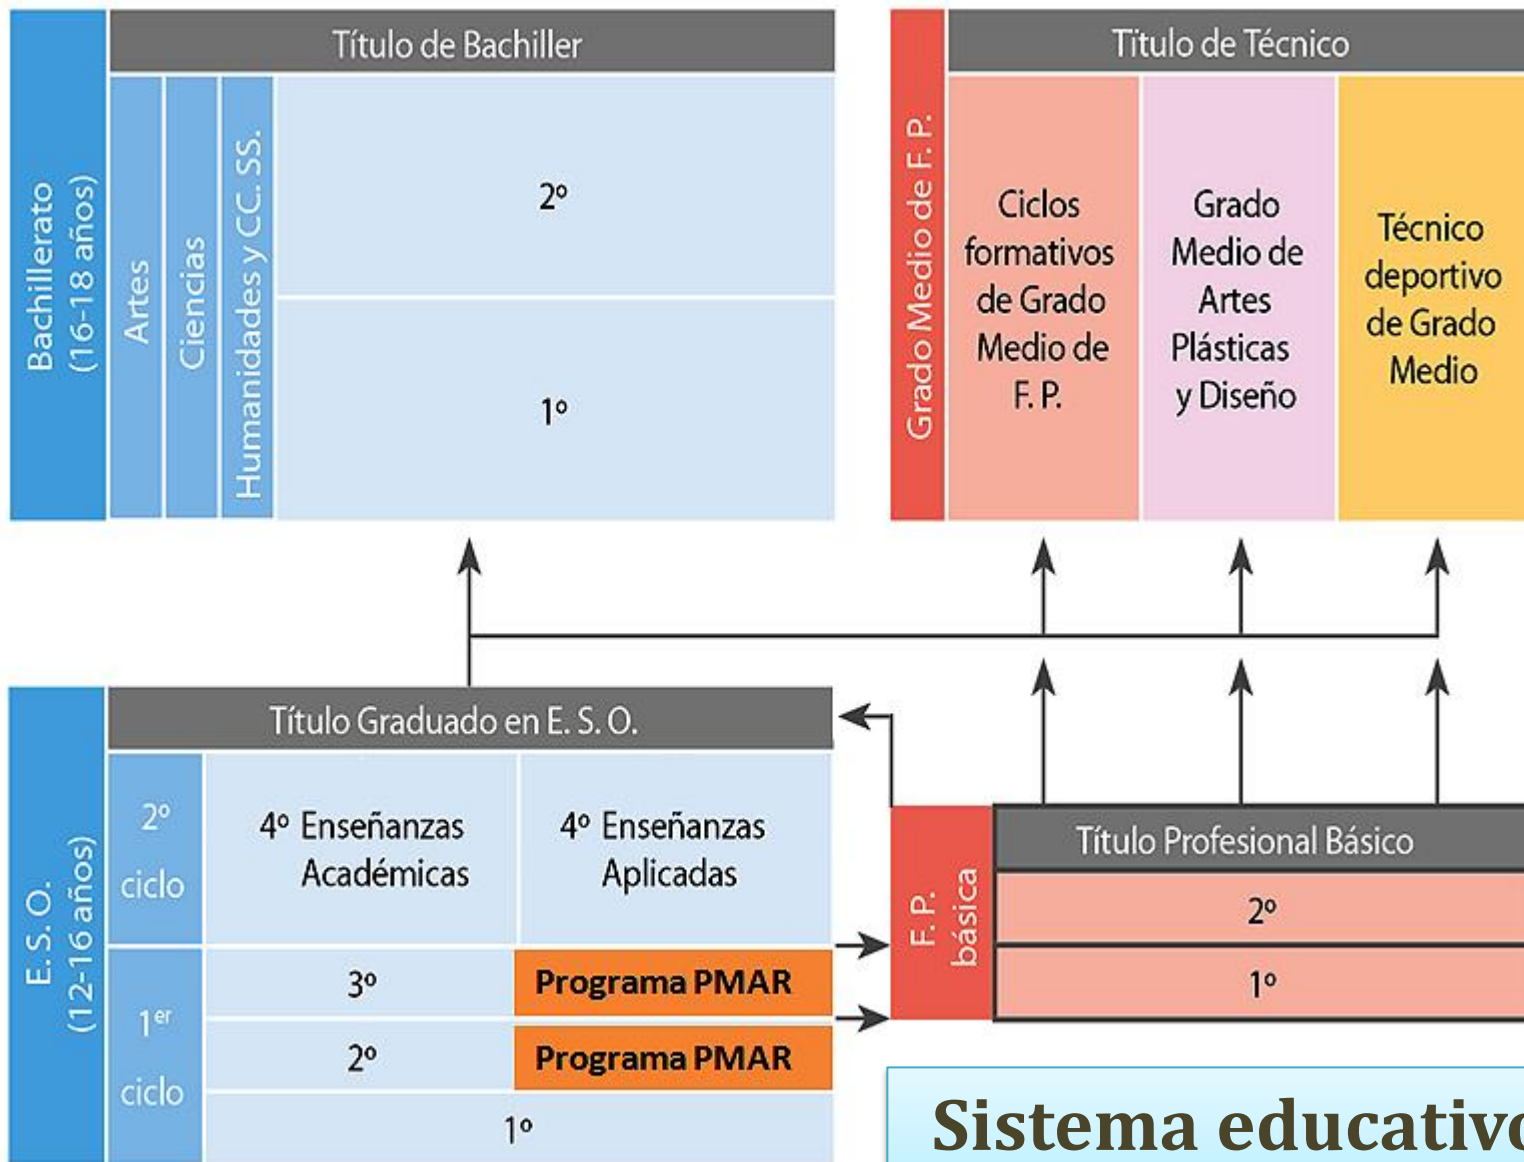 Título de Bachiller
Bachillerato
(16-18 años)
Artes
Ciencias
Humanidades y CC. SS.
2º
1º
Tïtulo de Técnico
Grado Medio de F. P.
Ciclos
formativos
de Grado
Medio de
F. P.
Grado
Medio de
Artes
Plásticas
y Diseño
Técnico
deportivo
de Grado
Medio
E. S. O.
(12-16 años)
Título Graduado en E. S. O.
2º
ciclo
4º Enseñanzas
Académicas
4º Enseñanzas
Aplicadas
1er
ciclo
3º
Programa PMAR
2º
Programa PMAR
1º
F. P.
básica
Título Profesional Básico
2º
1º
Sistema educativo